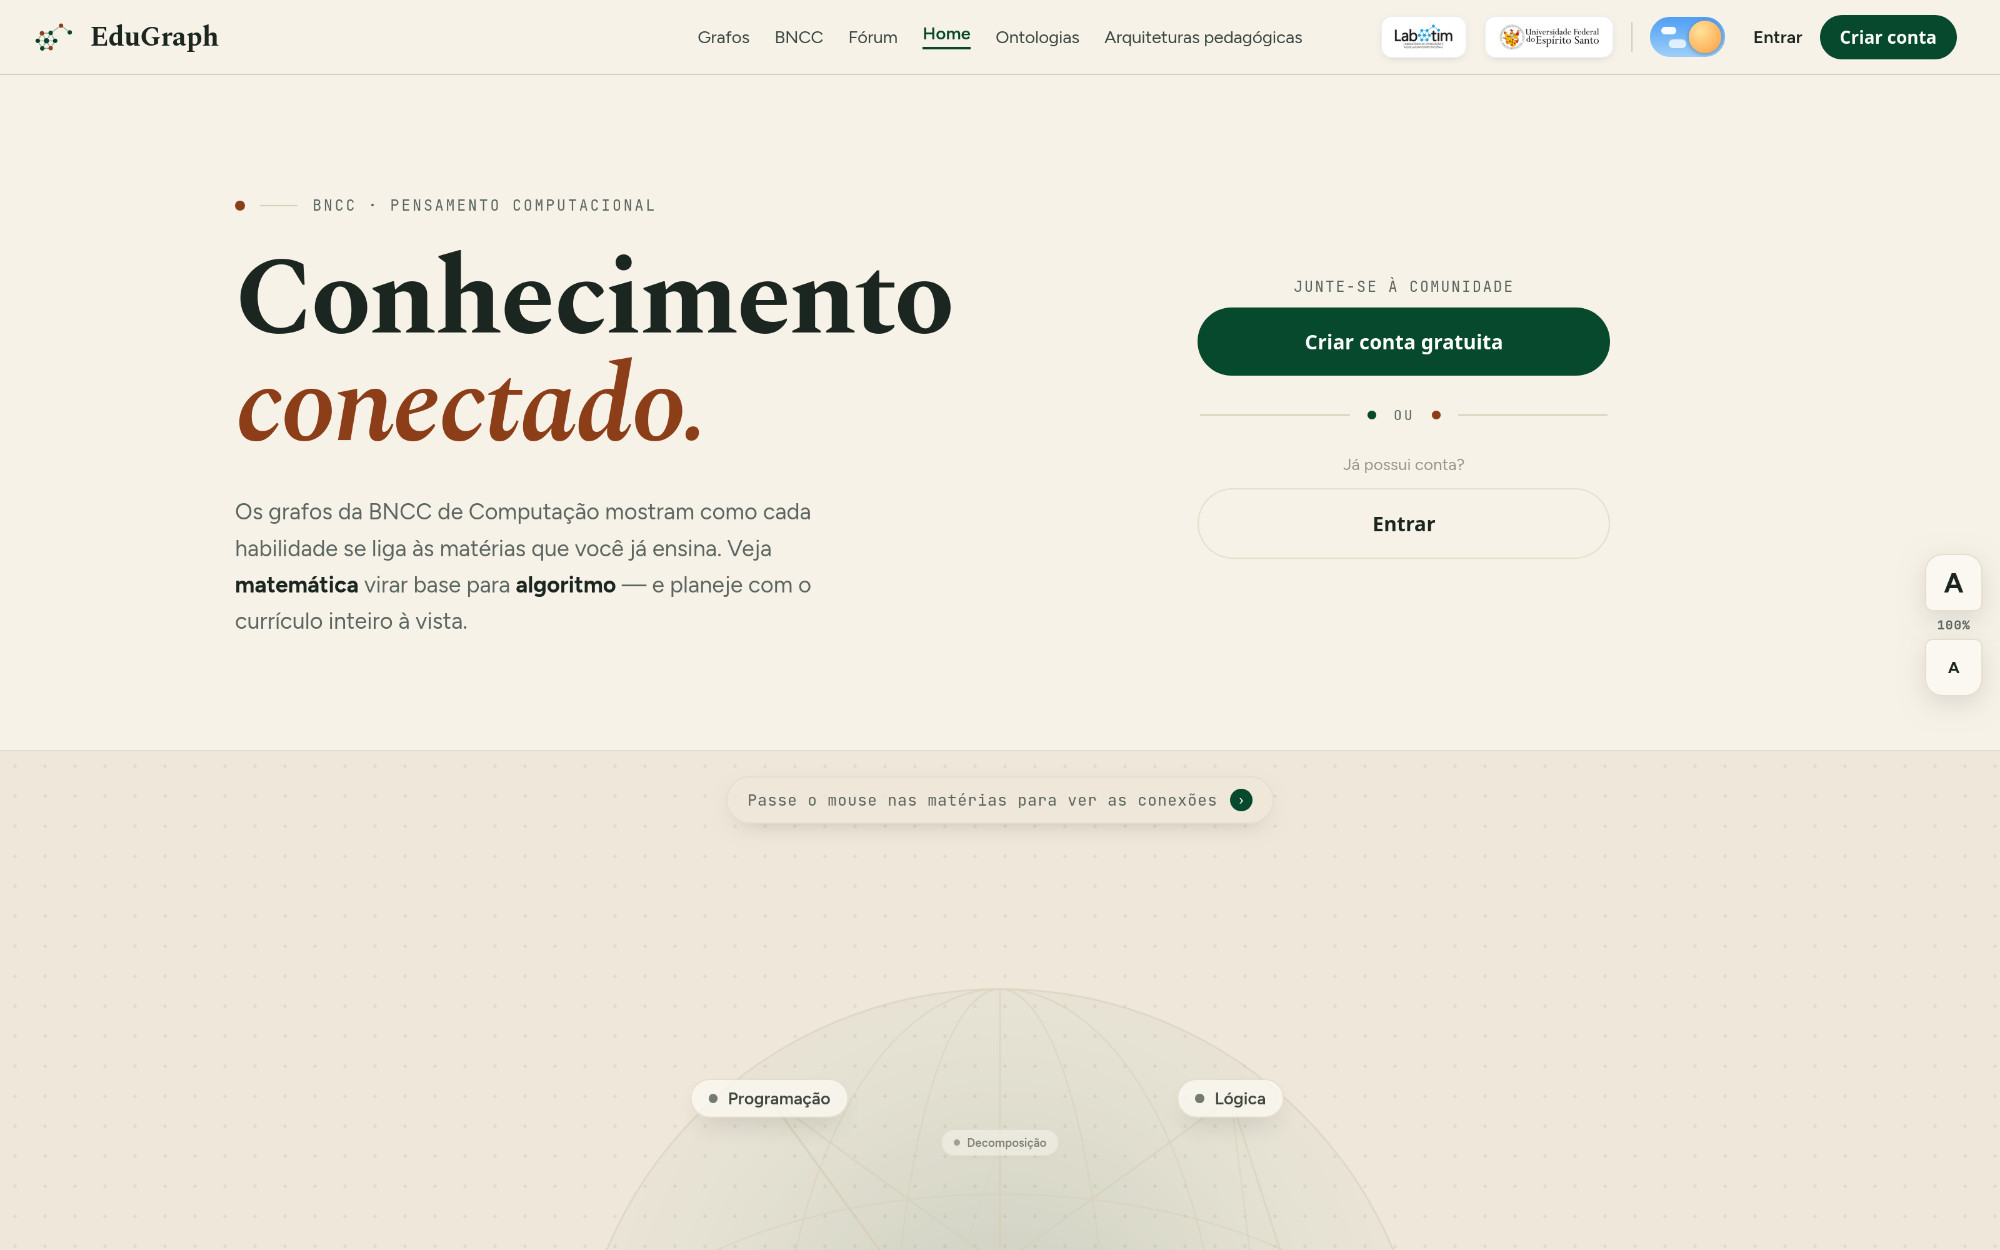 EduGraph
Grafos
BNCC
Fórum
Home
Ontologias
Arquiteturas pedagógicas
Labotim
Universidade Federal
do Espírito Santo
Entrar
Criar conta
BNCC · PENSAMENTO COMPUTACIONAL
Conhecimento
conectado.
Os grafos da BNCC de Computação mostram como cada
habilidade se liga às matérias que você já ensina. Veja
matemática virar base para algoritmo — e planeje com o
currículo inteiro à vista.
JUNTE-SE À COMUNIDADE
Criar conta gratuita
OU
Já possui conta?
Entrar
A
100%
A
Passe o mouse nas matérias para ver as conexões ›
Programação
Lógica
Decomposição